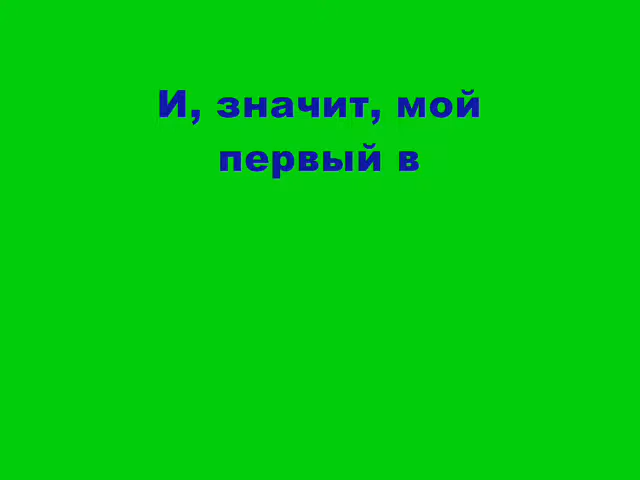 И, значит, мой
первый в